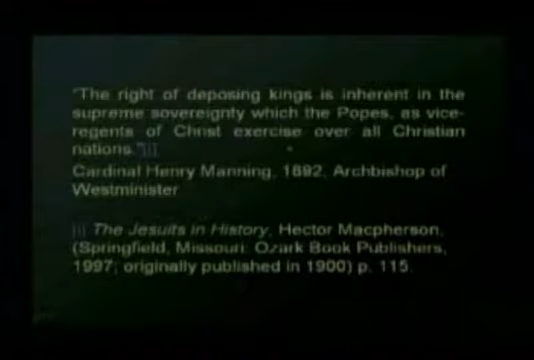 "The right of deposing kings is inherent in the
supreme sovereignty which the Popes, as vice-
regents of Christ exercise over all Christian
nations."[i]
Cardinal Henry Manning, 1892, Archbishop of
Westminister
[i] The Jesuits in History, Hector Macpherson,
(Springfield, Missouri: Ozark Book Publishers,
1997; originally published in 1900) p. 115.